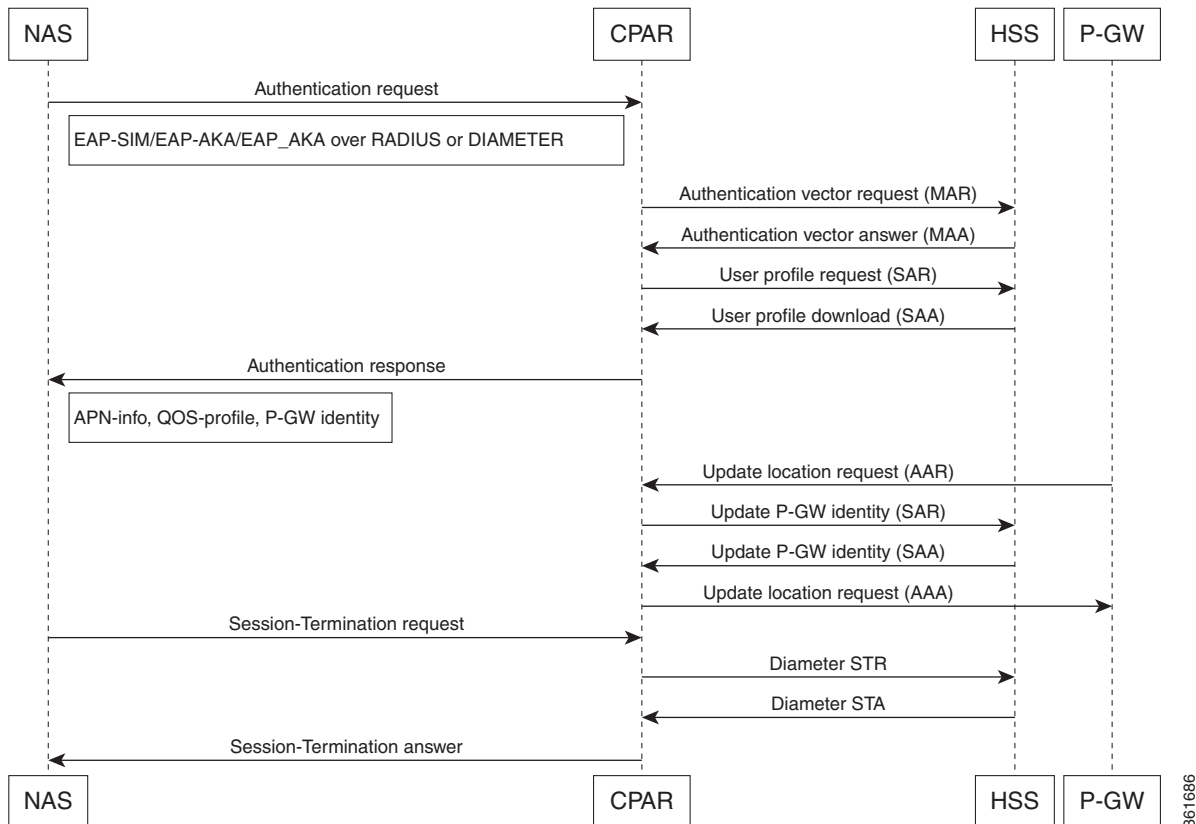 NAS
CPAR
HSS
P-GW
Authentication request
EAP-SIM/EAP-AKA/EAP_AKA over RADIUS or DIAMETER
Authentication vector request (MAR)
Authentication vector answer (MAA)
User profile request (SAR)
User profile download (SAA)
Authentication response
APN-info, QOS-profile, P-GW identity
Update location request (AAR)
Update P-GW identity (SAR)
Update P-GW identity (SAA)
Update location request (AAA)
Session-Termination request
Diameter STR
Diameter STA
Session-Termination answer
NAS
CPAR
HSS
P-GW
361686